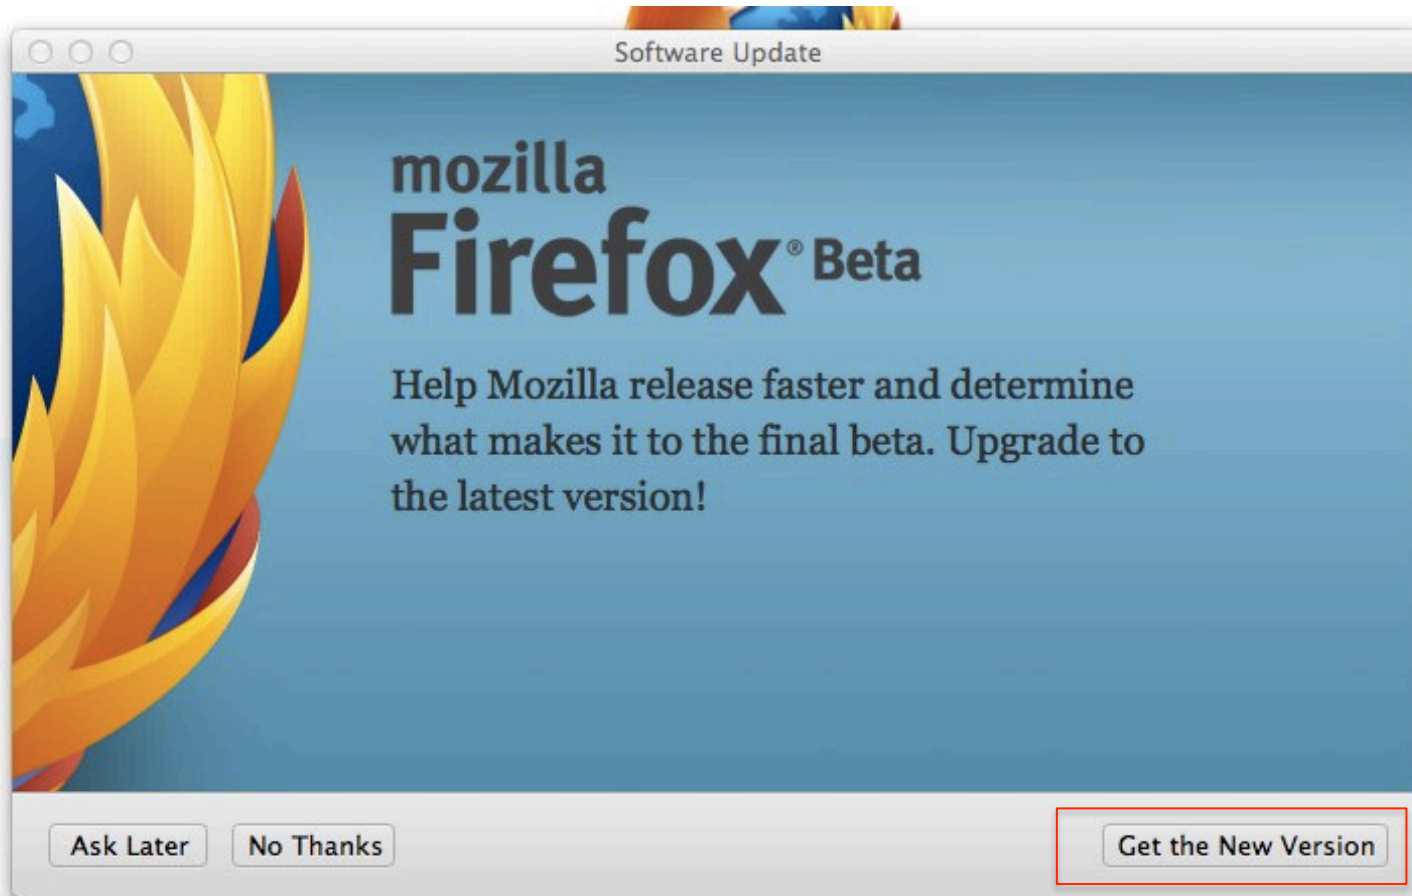 Software Update
mozilla
Firefox® Beta
Help Mozilla release faster and determine
what makes it to the final beta. Upgrade to
the latest version!
Ask Later No Thanks Get the New Version